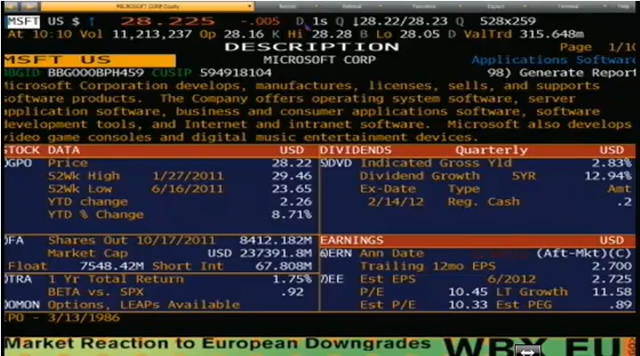 MSFT US $ ↑ 28.225 -.005 D 1s Q ↓28.22/28.23 Q 528x259
At 10:10 Vol 11,213,237 Op 28.16 K Hi 28.28 B Lo 28.05 D ValTrd 315.648m
DESCRIPTION Page 1/10
MSFT US MICROSOFT CORP Applications Software
BBGID BBG000BPH459 CUSIP 594918104 98) Generate Report
Microsoft Corporation develops, manufactures, licenses, sells, and supports
software products. The Company offers operating system software, server
application software, business and consumer applications software, software
development tools, and Internet and intranet software. Microsoft also develops
video game consoles and digital music entertainment devices.
STOCK DATA USD DIVIDENDS Quarterly USD
GPO Price 28.22 5)DVD Indicated Gross Yld 2.83%
52Wk High 1/27/2011 29.46 Dividend Growth 5YR 12.94%
52Wk Low 6/16/2011 23.65 Ex-Date Type Amt
YTD change 2.26 2/14/12 Reg. Cash .2
YTD % Change 8.71%
FA Shares Out 10/17/2011 8412.182M EARNINGS USD
Market Cap USD 237391.8M 6)ERN Ann Date (Aft-Mkt)(C)
Float 7548.42M Short Int 67.808M Trailing 12mo EPS 2.700
TRA 1 Yr Total Return 1.75% 7)EE Est EPS 6/2012 2.725
BETA vs. SPX .92 P/E 10.45 LT Growth 11.58
OMON Options, LEAPs Available Est P/E 10.33 Est PEG .89
IPO - 3/13/1986
Market Reaction to European Downgrades